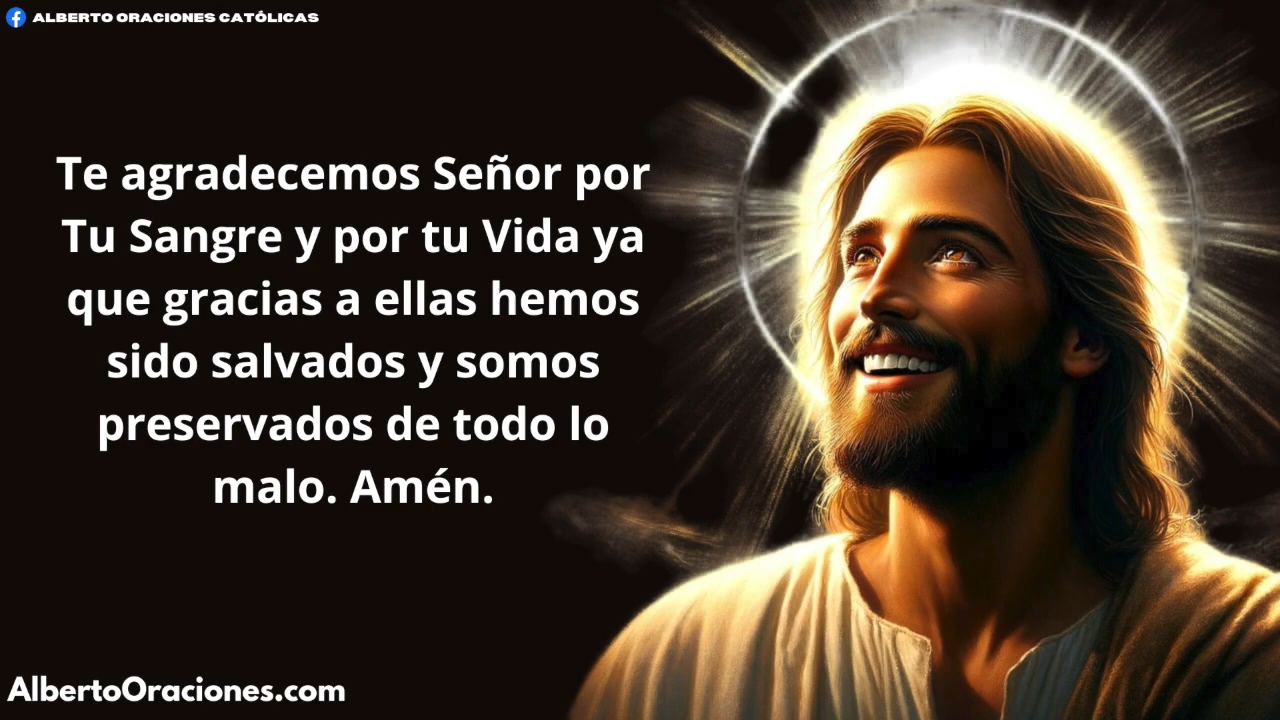 ALBERTO ORACIONES CATÓLICAS
Te agradecemos Señor por
Tu Sangre y por tu Vida ya
que gracias a ellas hemos
sido salvados y somos
preservados de todo lo
malo. Amén.
AlbertoOraciones.com